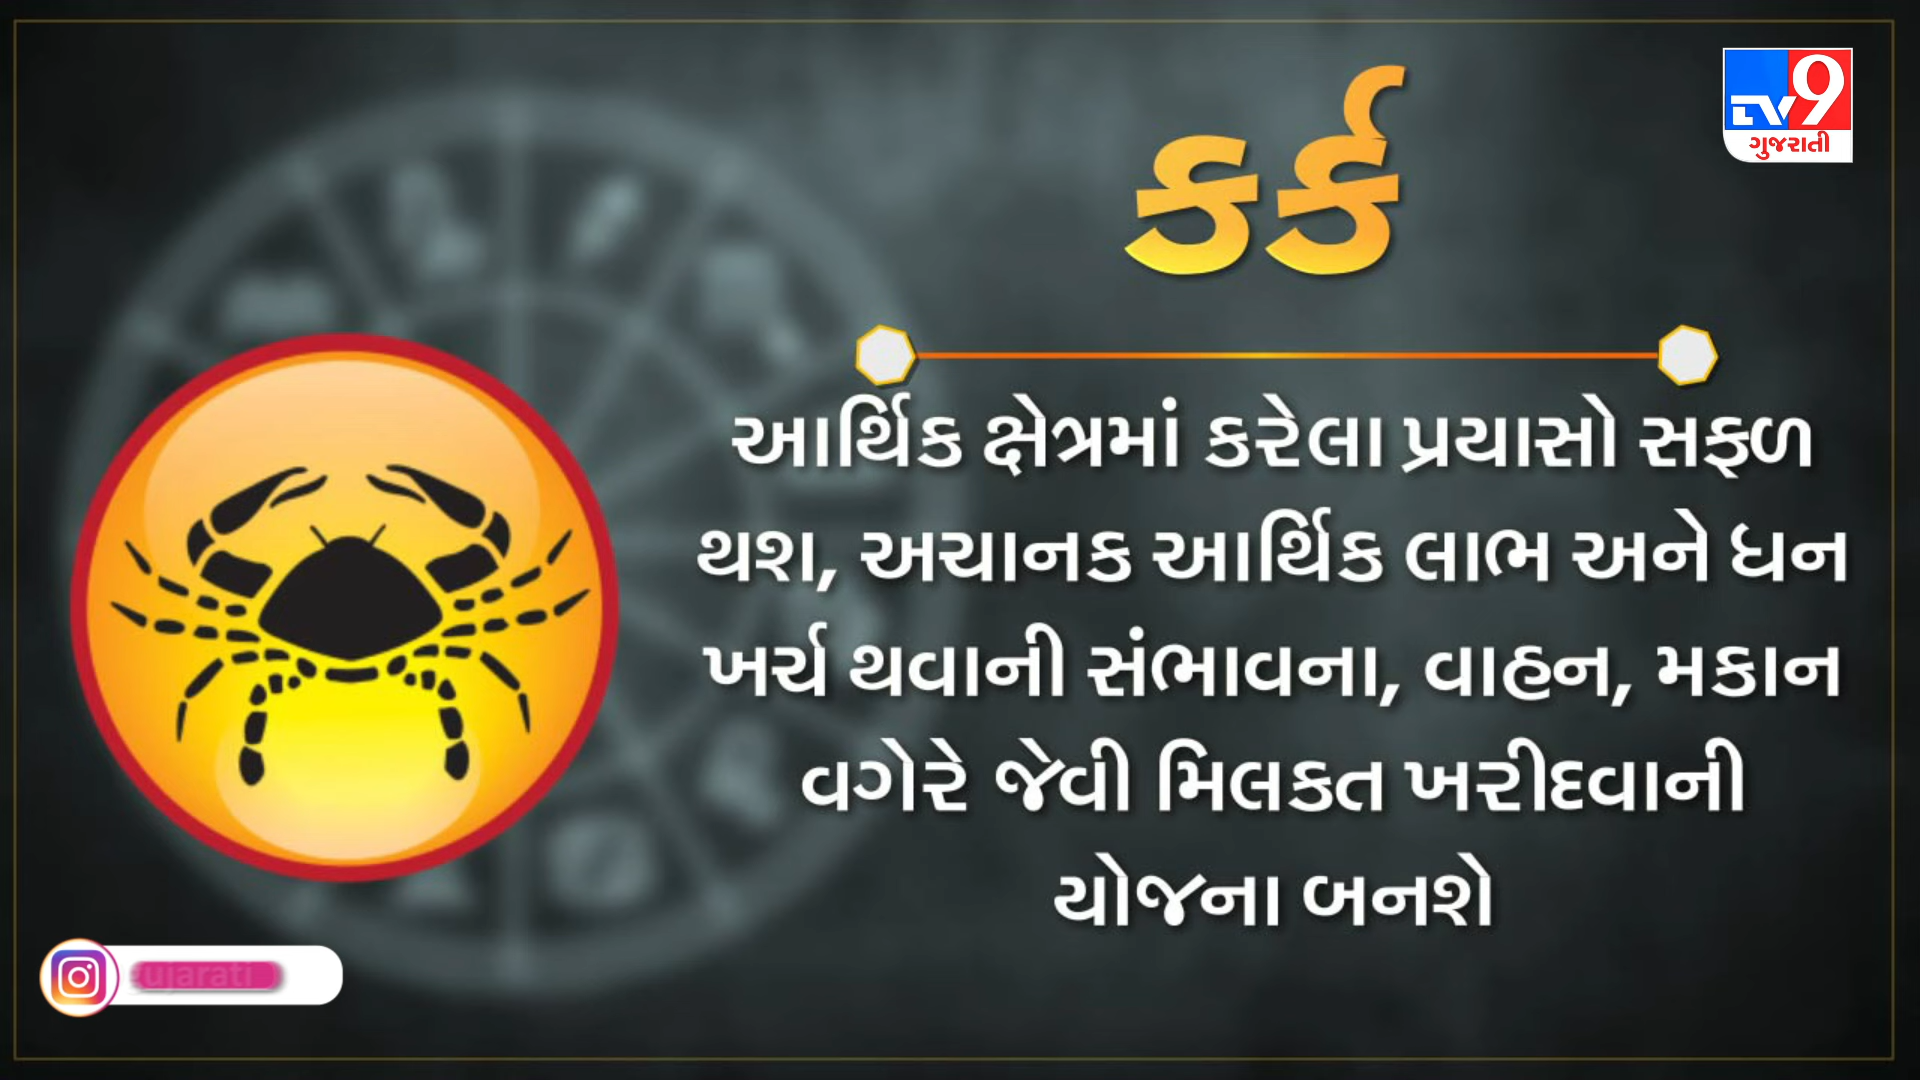 TV9
ગુજરાતી
કર્ક
આર્થિક ક્ષેત્રમાં કરેલા પ્રયાસો સફળ
થશ, અચાનક આર્થિક લાભ અને ધન
ખર્ચ થવાની સંભાવના, વાહન, મકાન
વગેરે જેવી મિલકત ખરીદવાની
યોજના બનશે